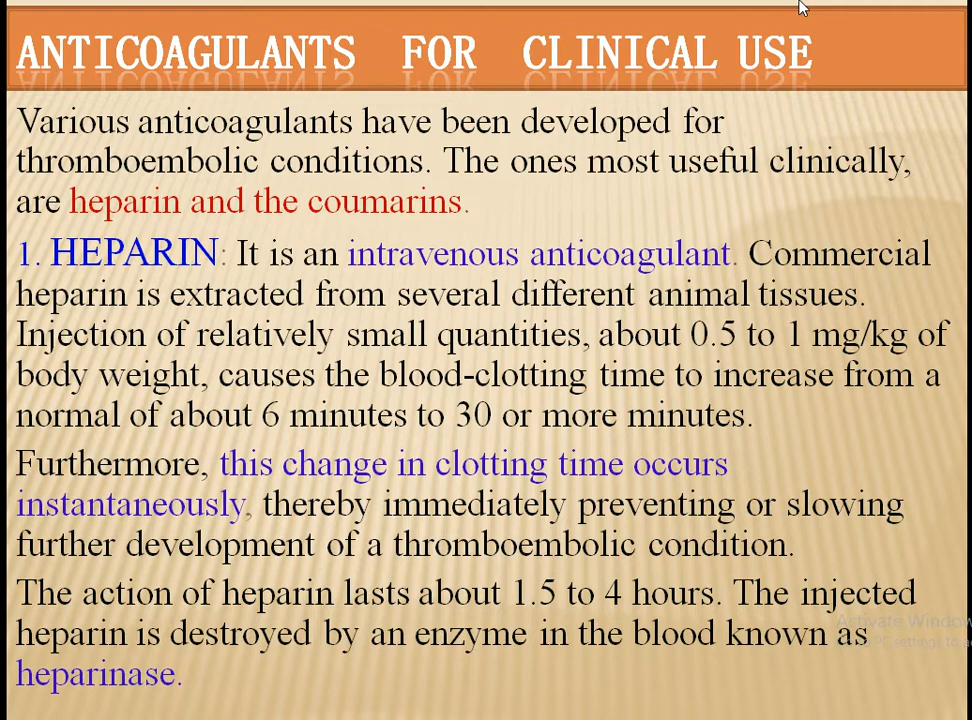 ANTICOAGULANTS FOR CLINICAL USE
Various anticoagulants have been developed for
thromboembolic conditions. The ones most useful clinically,
are heparin and the coumarins.
1. HEPARIN: It is an intravenous anticoagulant. Commercial
heparin is extracted from several different animal tissues.
Injection of relatively small quantities, about 0.5 to 1 mg/kg of
body weight, causes the blood-clotting time to increase from a
normal of about 6 minutes to 30 or more minutes.
Furthermore, this change in clotting time occurs
instantaneously, thereby immediately preventing or slowing
further development of a thromboembolic condition.
The action of heparin lasts about 1.5 to 4 hours. The injected
Activate Window
heparin is destroyed by an enzyme in the blood known as
PC settings to a
heparinase.